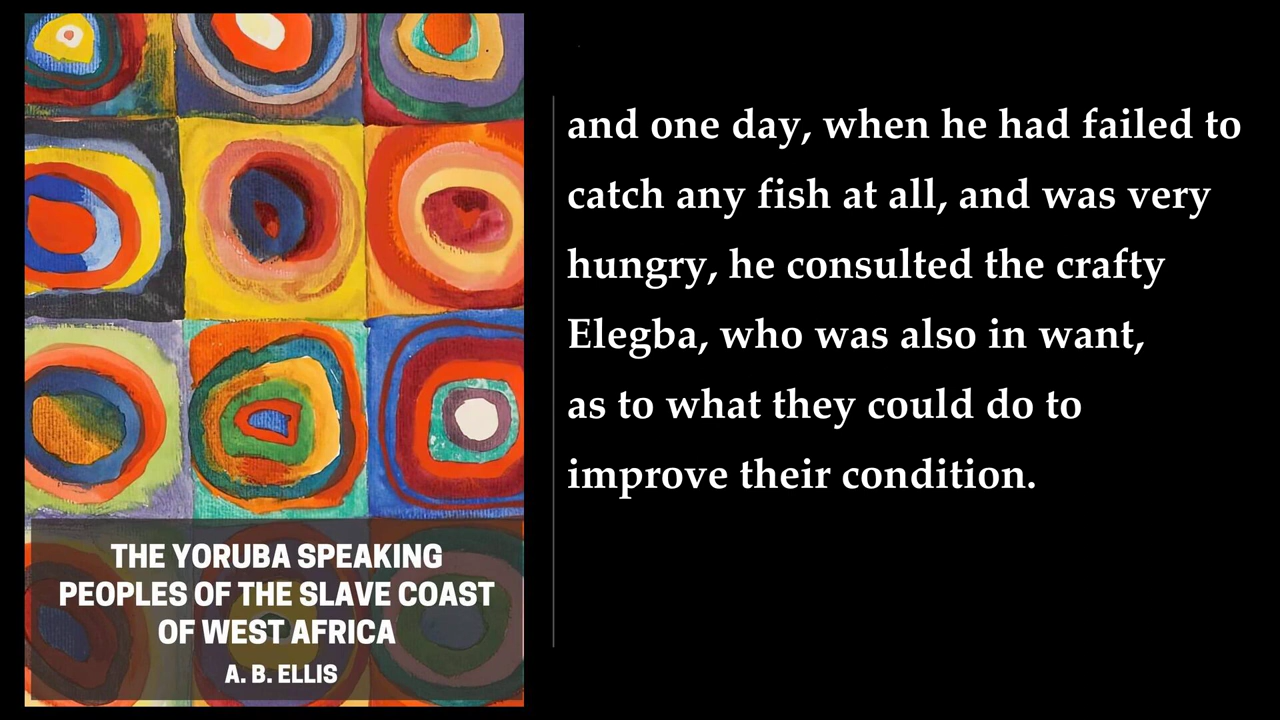 THE YORUBA SPEAKING
PEOPLES OF THE SLAVE COAST
OF WEST AFRICA
A. B. ELLIS
and one day, when he had failed to
catch any fish at all, and was very
hungry, he consulted the crafty
Elegba, who was also in want,
as to what they could do to
improve their condition.